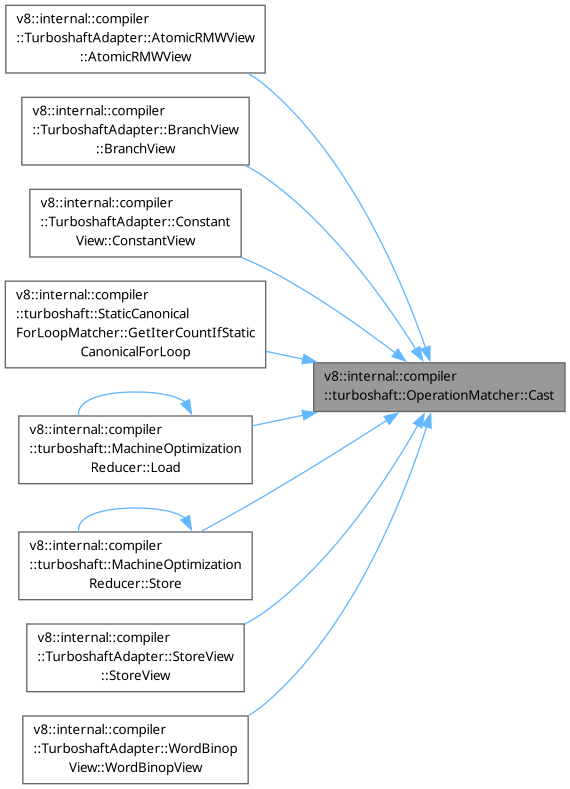 v8::internal::compiler
::TurboshaftAdapter::AtomicRMWView
::AtomicRMWView
v8::internal::compiler
::TurboshaftAdapter::BranchView
::BranchView
v8::internal::compiler
::TurboshaftAdapter::Constant
View::ConstantView
v8::internal::compiler
::turboshaft::StaticCanonical
ForLoopMatcher::GetIterCountIfStatic
CanonicalForLoop
v8::internal::compiler
::turboshaft::OperationMatcher::Cast
v8::internal::compiler
::turboshaft::MachineOptimization
Reducer::Load
v8::internal::compiler
::turboshaft::MachineOptimization
Reducer::Store
v8::internal::compiler
::TurboshaftAdapter::StoreView
::StoreView
v8::internal::compiler
::TurboshaftAdapter::WordBinop
View::WordBinopView